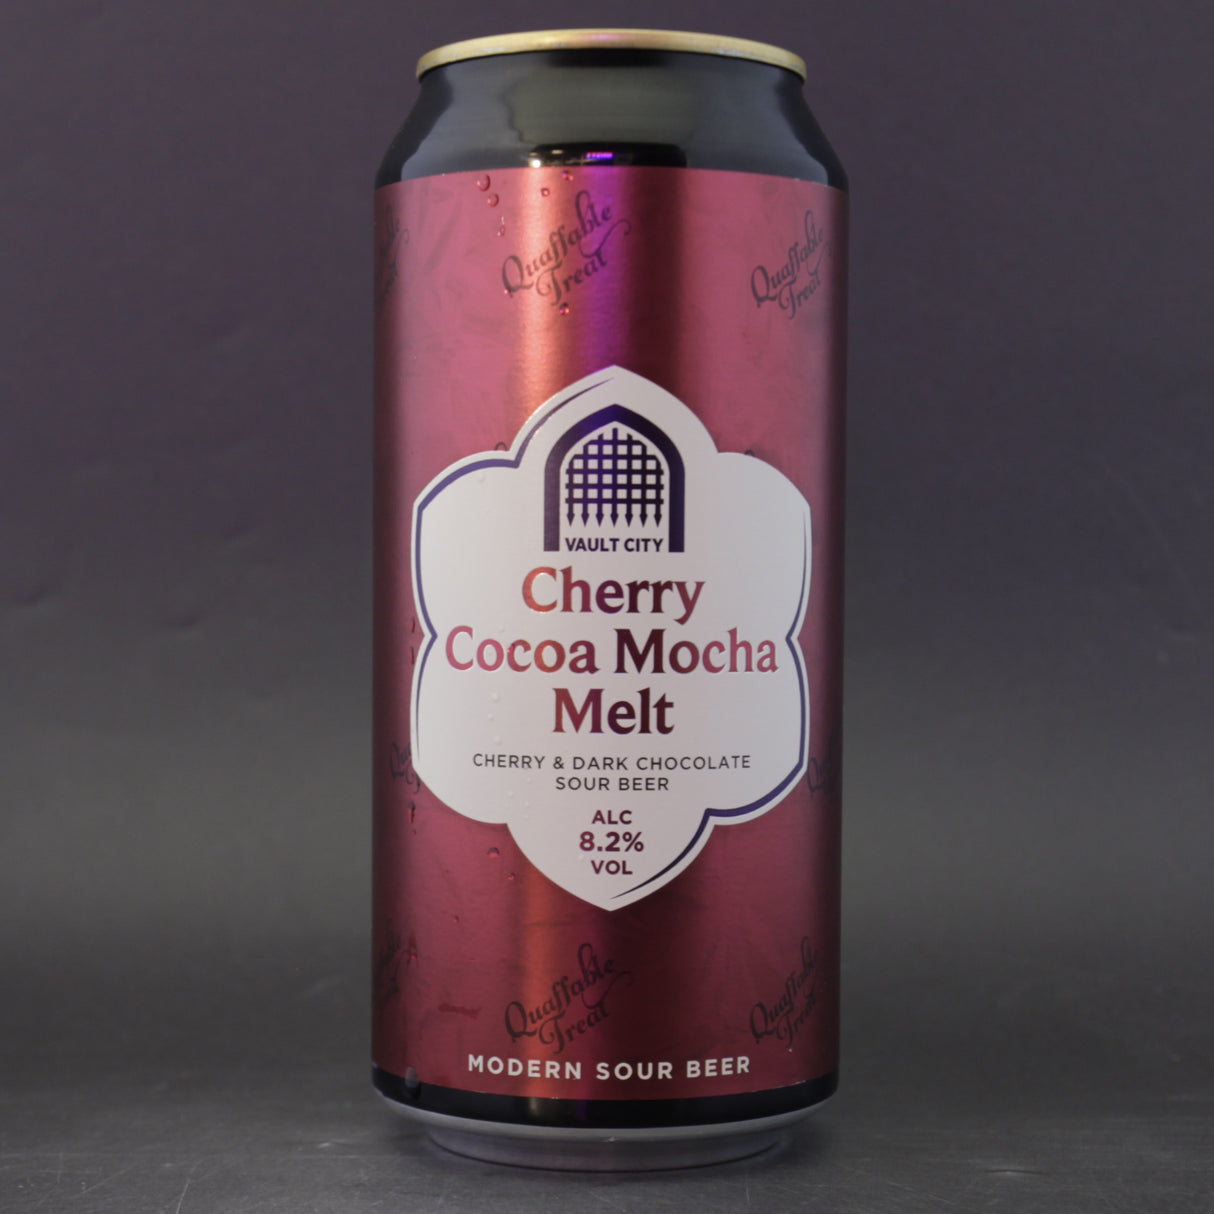 Quaffable
Treat
Quaffable
Treat
VAULT CITY
Cherry
Cocoa Mocha
Melt
CHERRY & DARK CHOCOLATE
SOUR BEER
ALC
8.2%
VOL
Quaffable
Treat
Quaffable
Treat
MODERN SOUR BEER